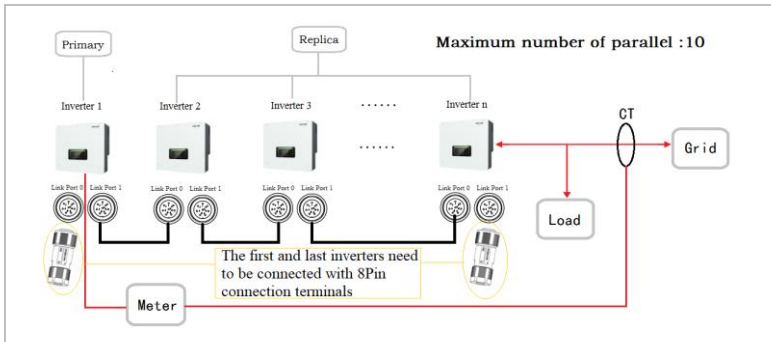 Primary
Replica
Maximum number of parallel :10
Inverter 1
Inverter 2
Inverter 3
······
Inverter n
······
CT
Grid
Link Port 0
Link Port 1
Link Port 0
Link Port 1
Link Port 0
Link Port 1
Link Port 0
Link Port 1
Load
The first and last inverters need
to be connected with 8Pin
connection terminals
Meter